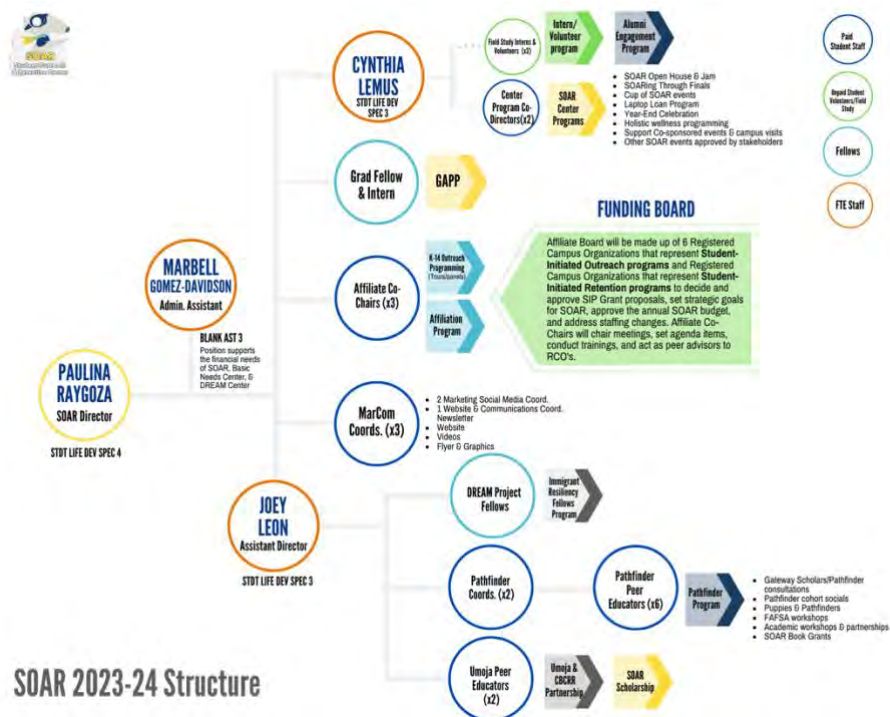 SOAR
CYNTHIA
LEMUS
STDT LIFE DEV
SPEC 3
Field Study Interns &
Volunteers (x2)
Intern/
Volunteer
program
Alumni
Engagement
Program
Center
Program Co-
Directors(x2)
SOAR
Center
Programs
• SOAR Open House & Jam
• SOARing Through Finals
• Cup of SOAR events
• Laptop Loan Program
• Year-End Celebration
• Holistic wellness programming
• Support Co-sponsored events & campus visits
• Other SOAR events approved by stakeholders
Paid
Student Staff
Unpaid Student
Volunteers/Field
Study
Fellows
FTE Staff
Grad Fellow
& Intern
GAPP
FUNDING BOARD
Affiliate Board will be made up of 6 Registered
Campus Organizations that represent Student-
Initiated Outreach programs and Registered
Campus Organizations that represent Student-
Initiated Retention programs to decide and
approve SIP Grant proposals, set strategic goals
for SOAR, approve the annual SOAR budget,
and address staffing changes. Affiliate Co-
Chairs will chair meetings, set agenda items,
conduct trainings, and act as peer advisors to
RCO's.
Affiliate Co-
Chairs (x3)
K-14 Outreach
Programming
(Tours/panels)
Affiliation
Program
MARBELL
GOMEZ-DAVIDSON
Admin. Assistant
BLANK AST 3
Position supports
the financial needs
of SOAR, Basic
Needs Center, &
DREAM Center
PAULINA
RAYGOZA
SOAR Director
STDT LIFE DEV SPEC 4
MarCom
Coords. (x3)
• 2 Marketing Social Media Coord.
• 1 Website & Communications Coord.
Newsletter
• Website
• Videos
• Flyer & Graphics
JOEY
LEON
Assistant Director
STDT LIFE DEV SPEC 3
DREAM Project
Fellows
Immigrant
Resiliency
Fellows
Program
Pathfinder
Coords. (x2)
Pathfinder
Peer
Educators (x6)
Pathfinder
Program
• Gateway Scholars/Pathfinder
consultations
• Pathfinder cohort socials
• Puppies & Pathfinders
• FAFSA workshops
• Academic workshops & partnerships
• SOAR Book Grants
Umoja Peer
Educators
(x2)
Umoja &
CBCRR
Partnership
SOAR
Scholarship
SOAR 2023-24 Structure